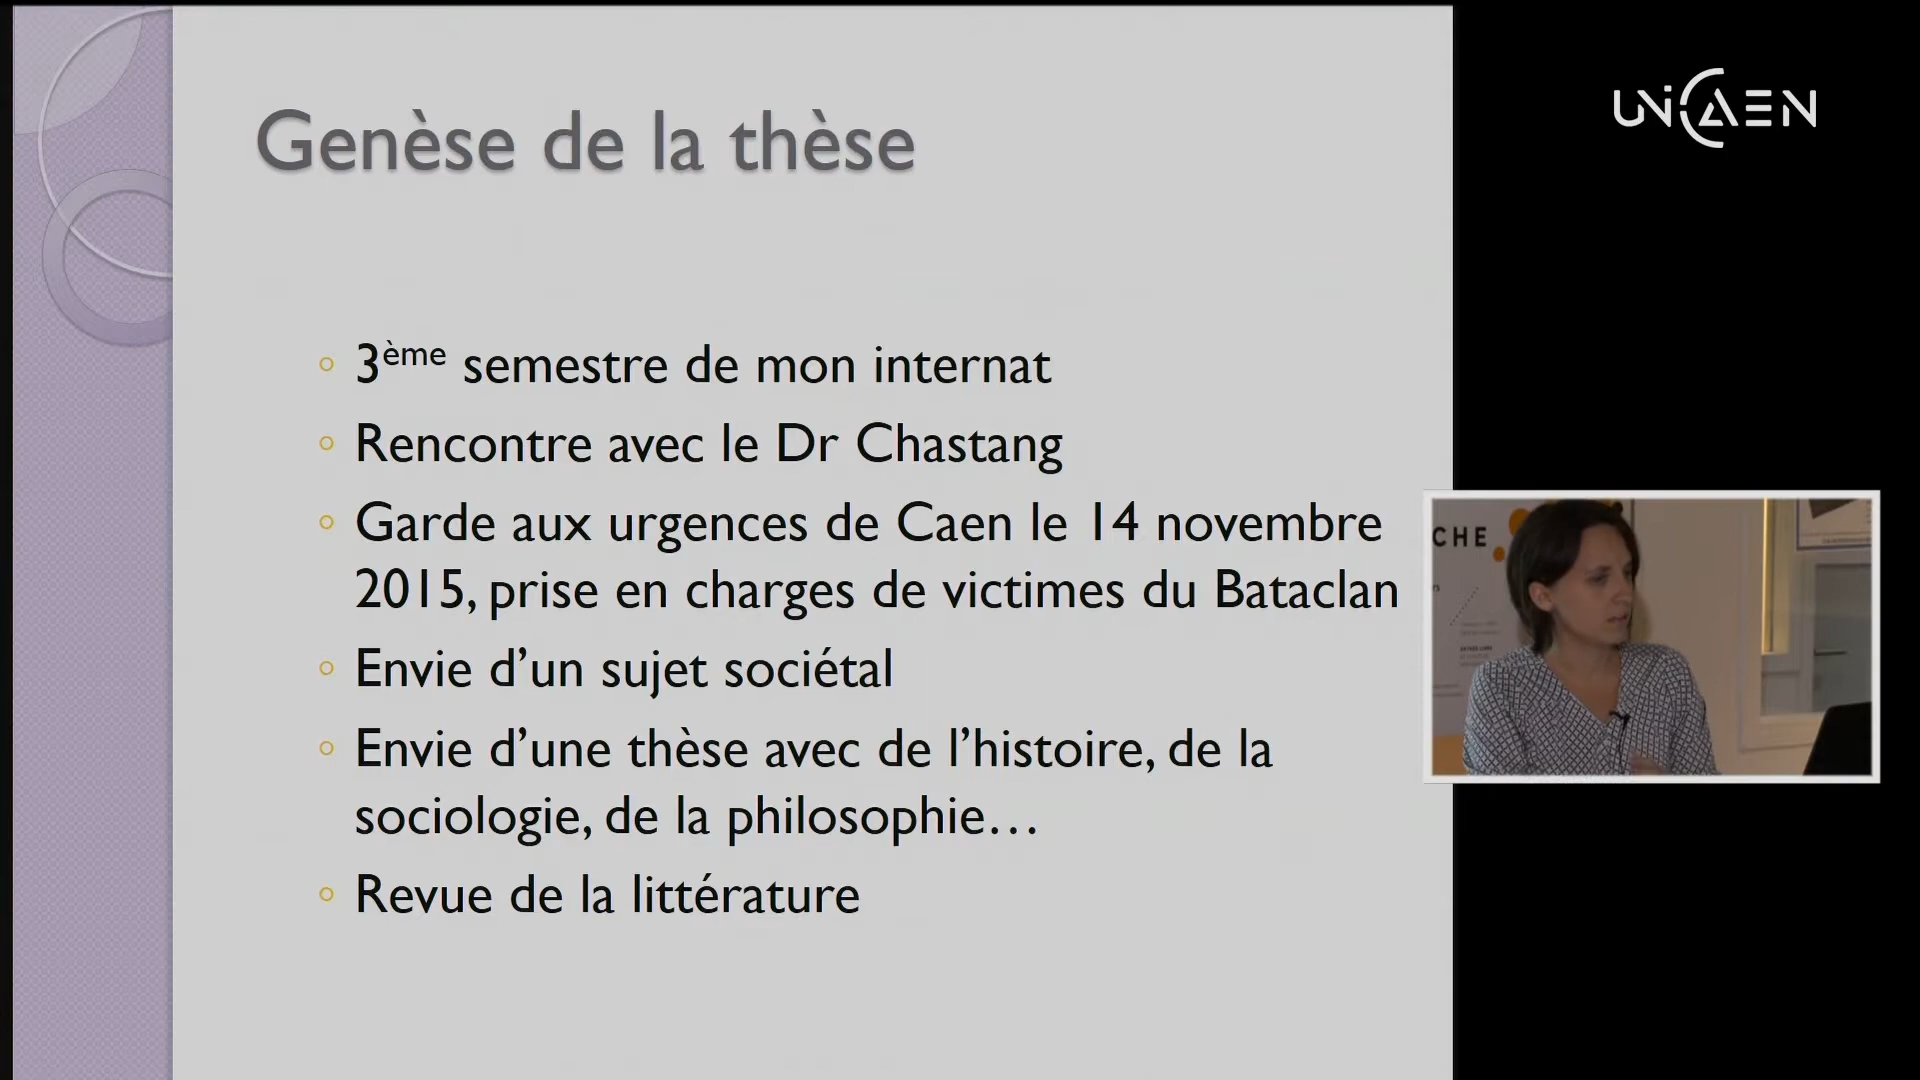 Genèse de la thèse
UNICAEN
3ème semestre de mon internat
Rencontre avec le Dr Chastang
Garde aux urgences de Caen le 14 novembre
2015, prise en charges de victimes du Bataclan
Envie d’un sujet sociétal
Envie d’une thèse avec de l’histoire, de la
sociologie, de la philosophie…
Revue de la littérature
CHE